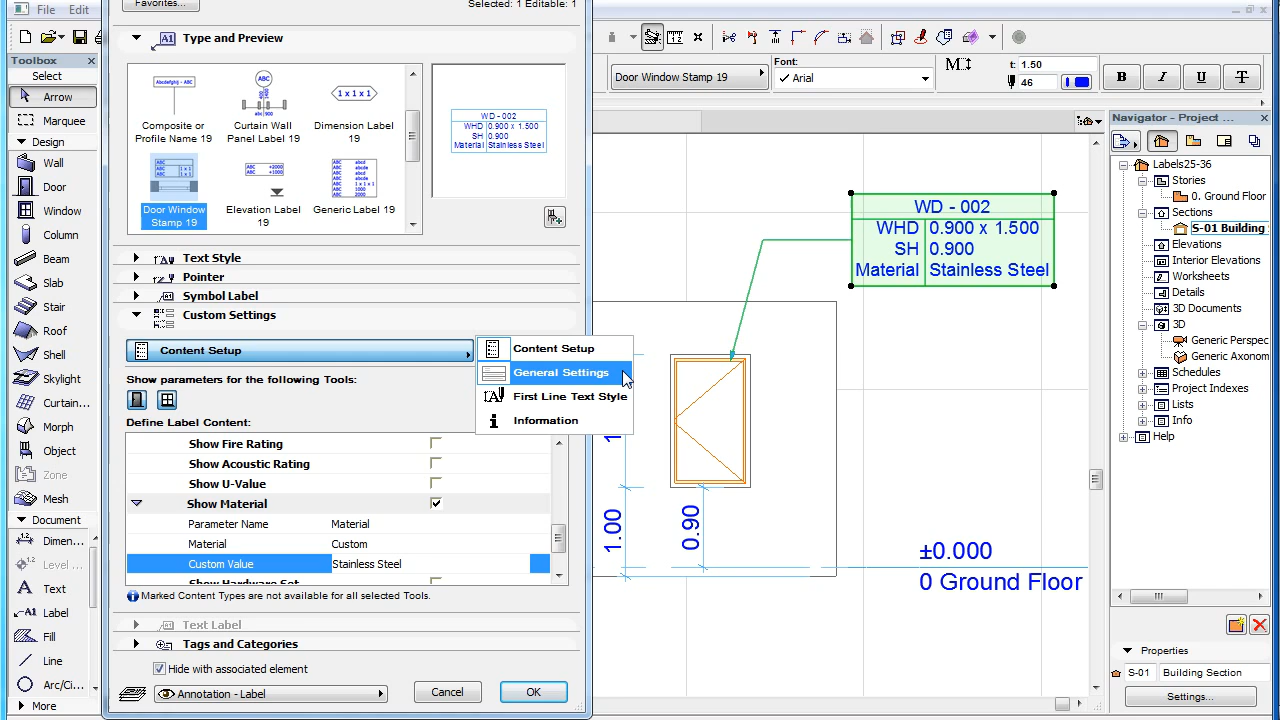 File Edit
Favorites...
Selected: 1 Editable: 1
Type and Preview
Composite or
Profile Name 19
Curtain Wall
Panel Label 19
Dimension Label
19
Door Window
Stamp 19
Elevation Label
19
Generic Label 19
WD - 002
WHD 0.900 x 1.500
SH 0.900
Material Stainless Steel
Text Style
Pointer
Symbol Label
Custom Settings
Content Setup
Show parameters for the following Tools:
Define Label Content:
Show Fire Rating
Show Acoustic Rating
Show U-Value
Show Material
Parameter Name Material
Material Custom
Custom Value Stainless Steel
Show Hardware Set
Marked Content Types are not available for all selected Tools.
Text Label
Tags and Categories
Hide with associated element
Annotation - Label
Cancel
OK
Content Setup
General Settings
First Line Text Style
Information
Toolbox
Select
Arrow
Marquee
Design
Wall
Door
Window
Column
Beam
Slab
Stair
Roof
Shell
Skylight
Curtain...
Morph
Object
Zone
Mesh
Document
Dimen...
Level ...
Text
Label
Fill
Line
Arc/Ci...
More
Door Window Stamp 19
Font:
Arial
t: 1.50
46
B I U T
WD - 002
WHD 0.900 x 1.500
SH 0.900
Material Stainless Steel
1.00
0.90
±0.000
0 Ground Floor
Navigator - Project ...
Labels25-36
Stories
0. Ground Floor
Sections
S-01 Building
Elevations
Interior Elevations
Worksheets
Details
3D Documents
3D
Generic Perspec
Generic Axonom
Schedules
Project Indexes
Lists
Info
Help
Properties
S-01 Building Section
Settings...